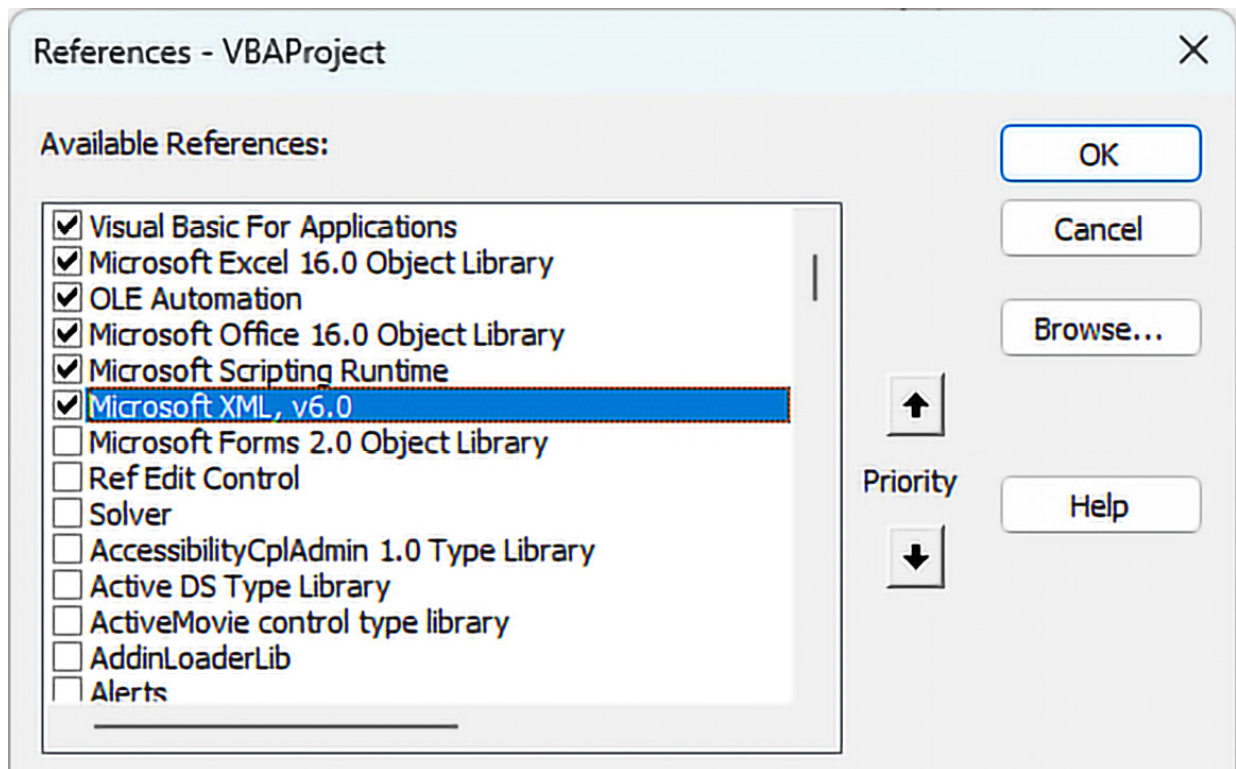 References - VBAProject
Available References:
OK
Cancel
Browse...
Visual Basic For Applications
Microsoft Excel 16.0 Object Library
OLE Automation
Microsoft Office 16.0 Object Library
Microsoft Scripting Runtime
Microsoft XML, v6.0
Microsoft Forms 2.0 Object Library
Ref Edit Control
Solver
AccessibilityCplAdmin 1.0 Type Library
Active DS Type Library
ActiveMovie control type library
AddinLoaderLib
Alerts
Priority
Help